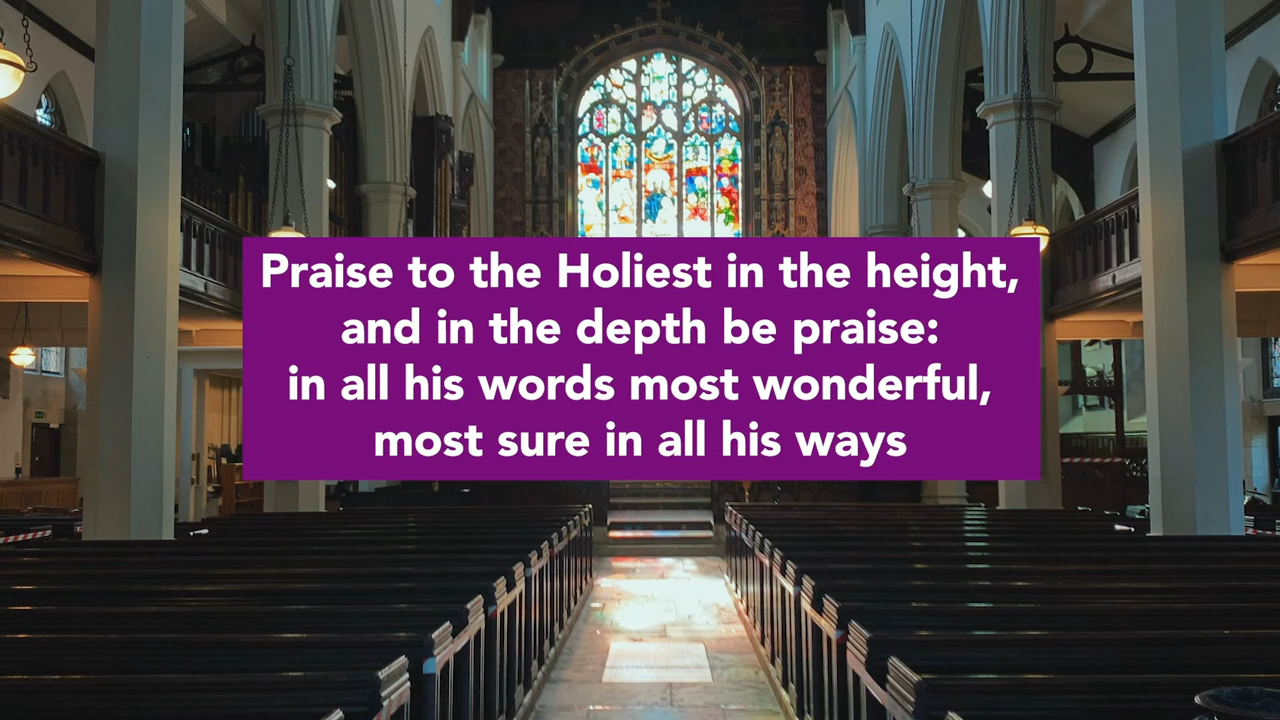 Praise to the Holiest in the height,
and in the depth be praise:
in all his words most wonderful,
most sure in all his ways